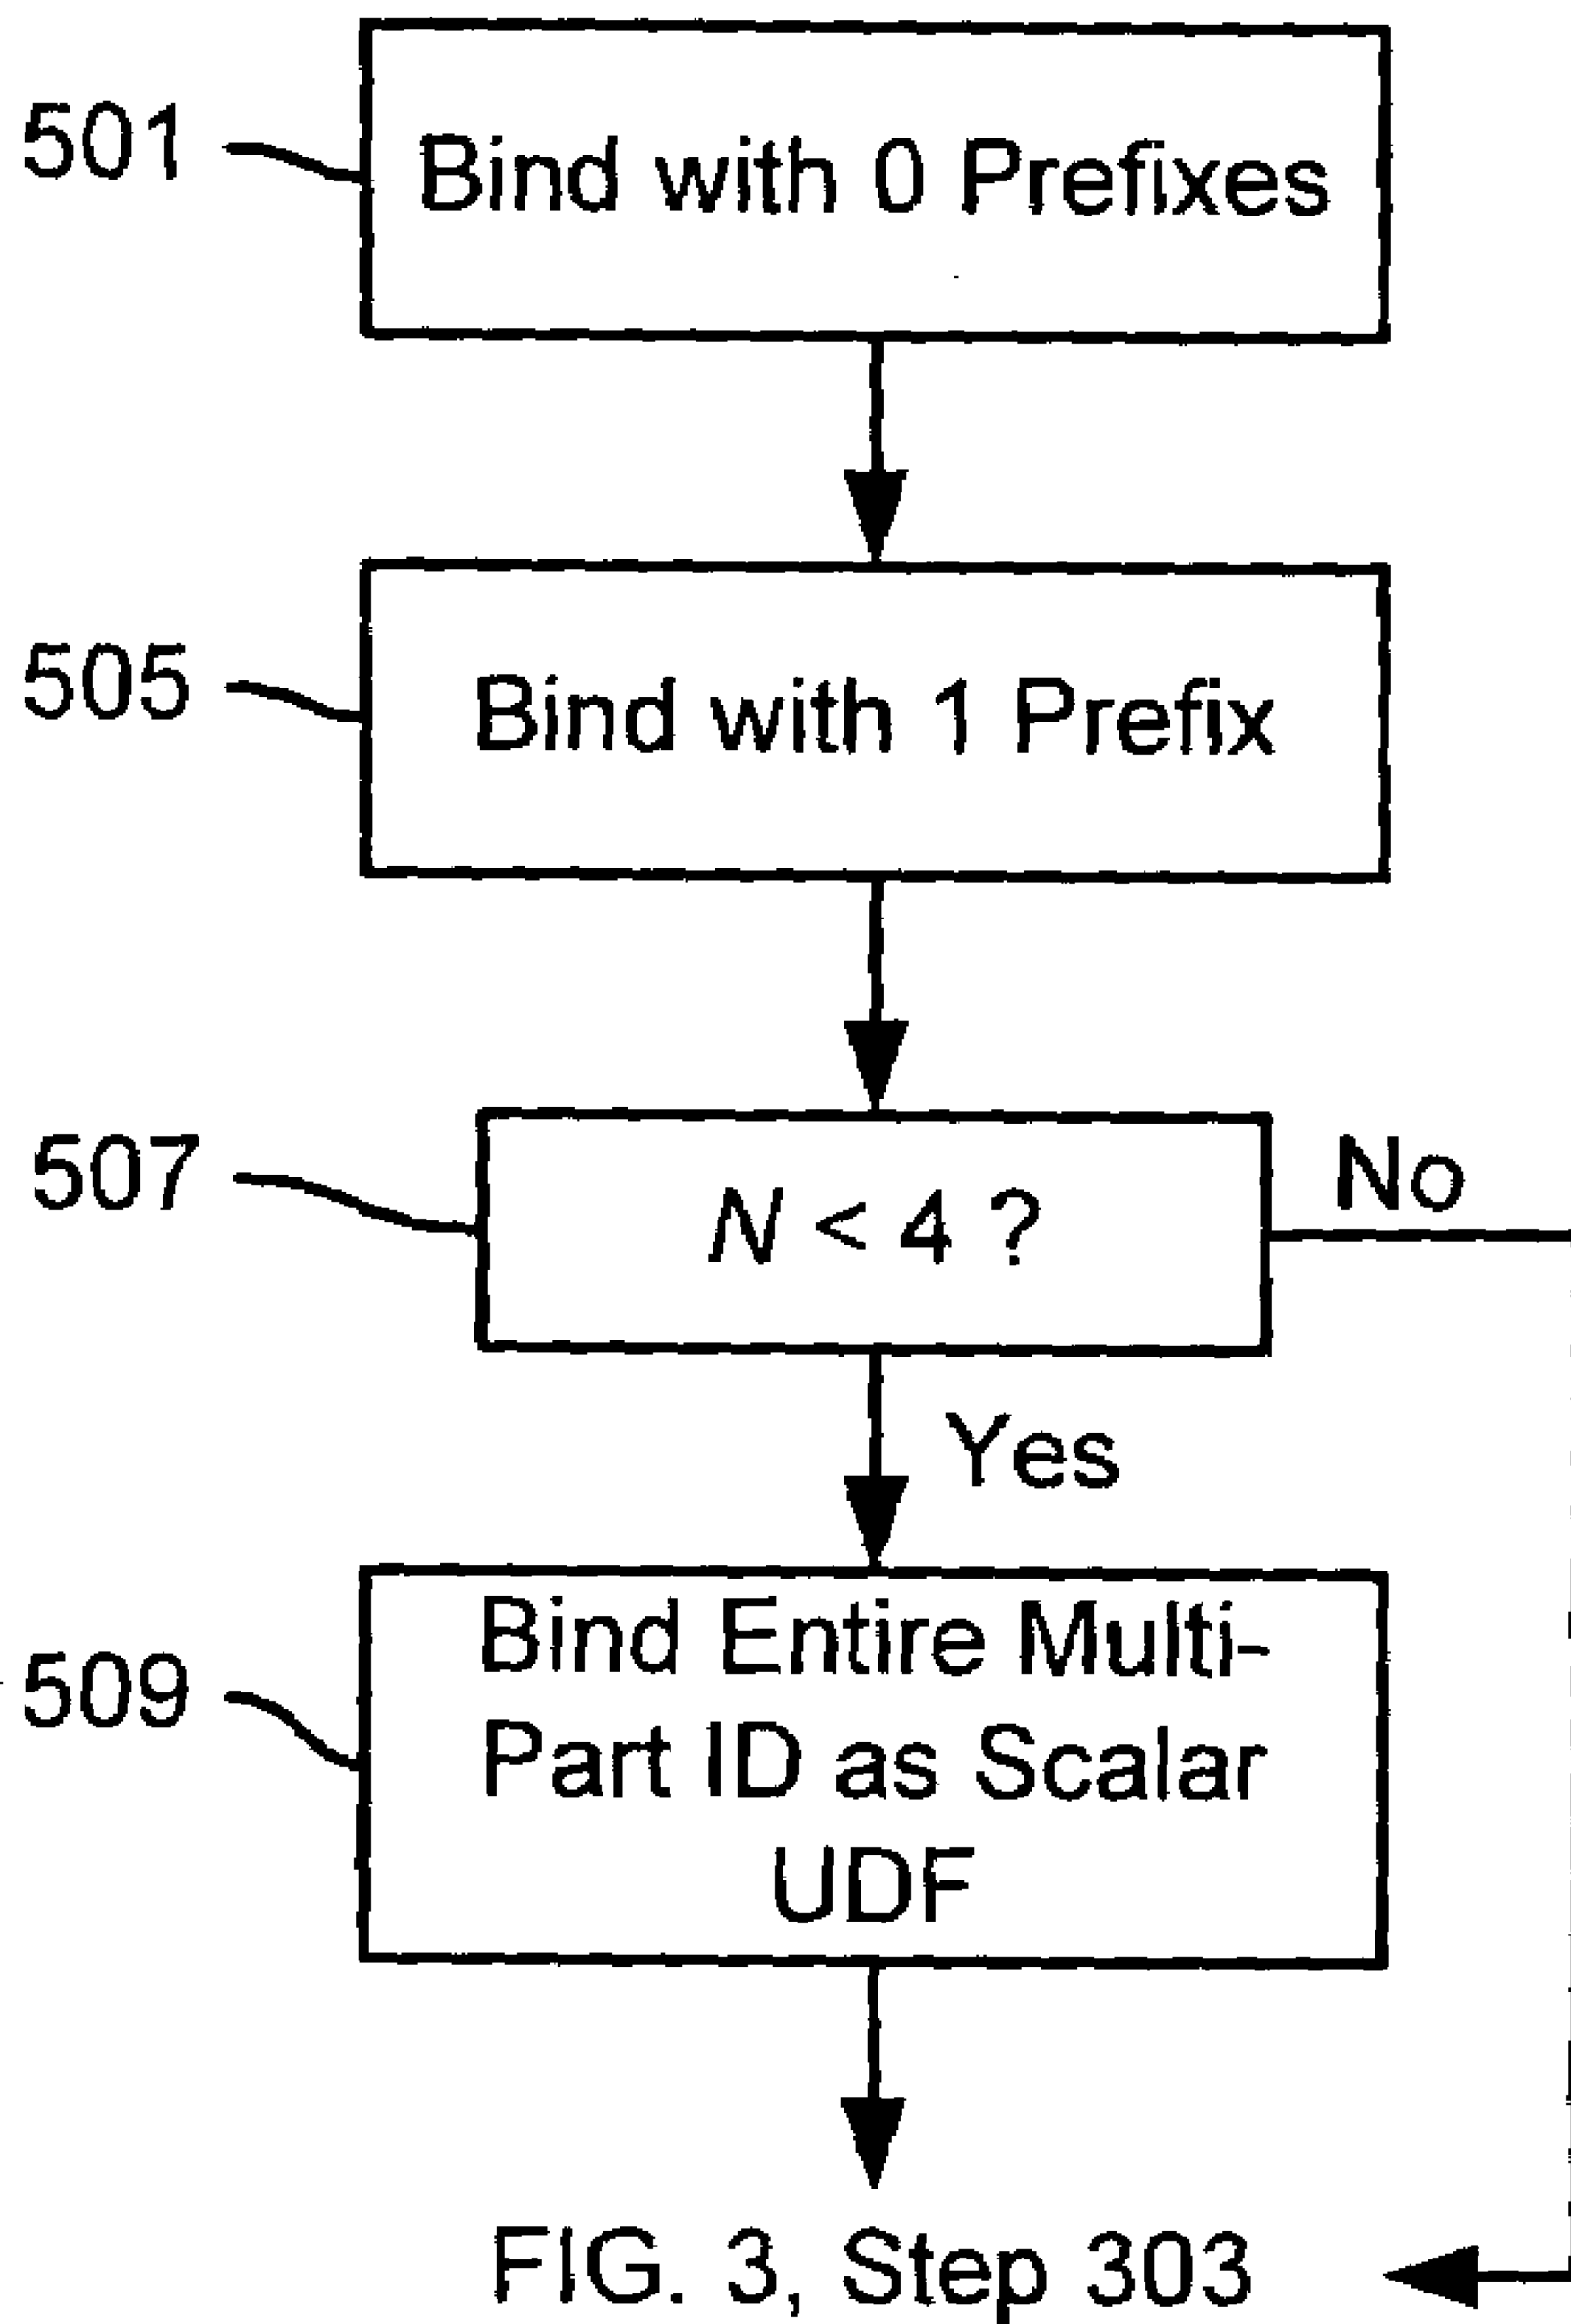 501
Bind with 0 Prefixes
505
Bind with 1 Prefix
507
N < 4 ?
No
Yes
509
Bind Entire Multi-
Part ID as Scalar
UDF
FIG. 3, Step 303